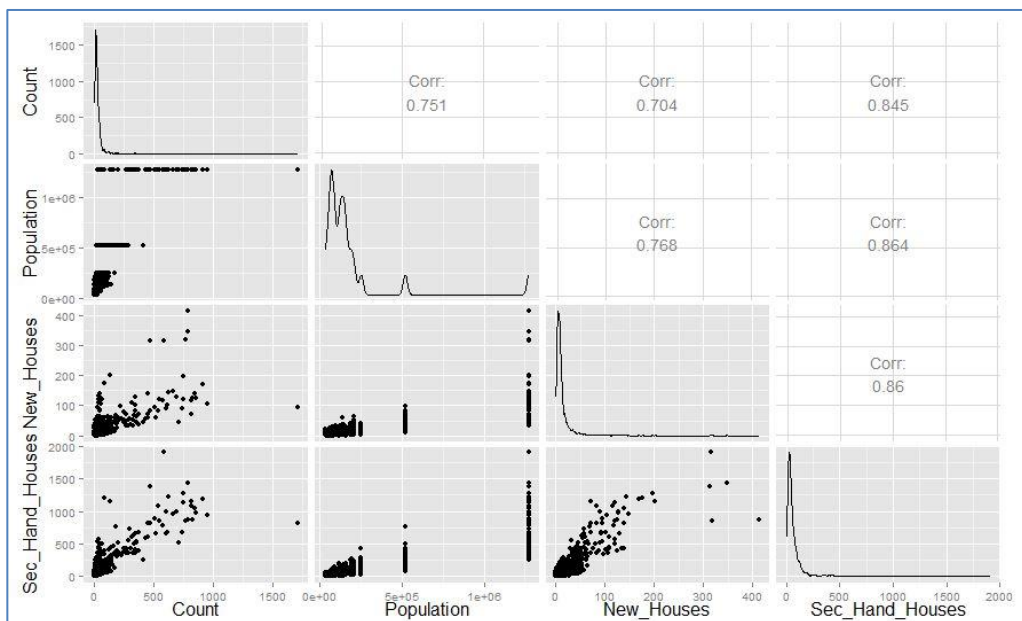 Count
1500
1000
500
0
Corr:
0.751
Corr:
0.704
Corr:
0.845
Population
1e+06
5e+05
0e+00
Corr:
0.768
Corr:
0.864
New_Houses
400
300
200
100
0
Corr:
0.86
Sec_Hand_Houses
2000
1500
1000
500
0
0 500 1000 1500
0e+00 5e+05 1e+06
0 100 200 300 400
0 500 1000 1500 2000
Count Population New_Houses Sec_Hand_Houses